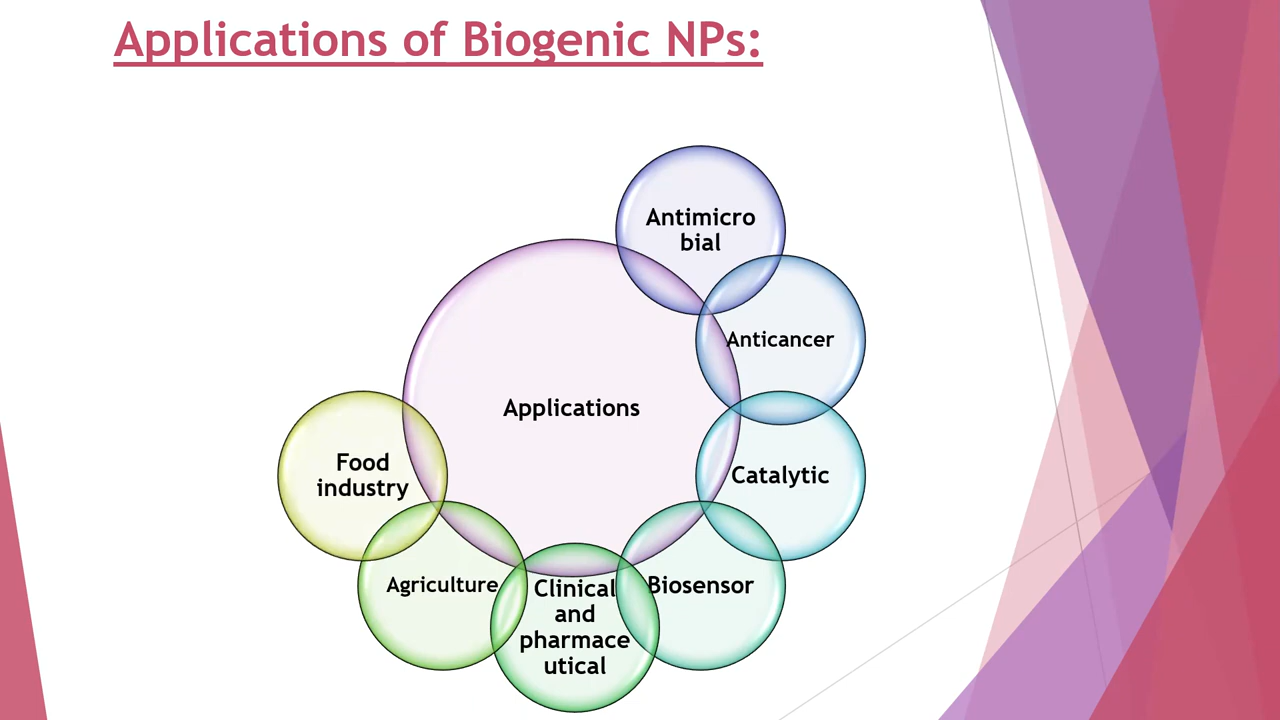 Applications of Biogenic NPs:
Antimicro
bial
Anticancer
Applications
Catalytic
Food
industry
Biosensor
Agriculture
Clinical
and
pharmace
utical